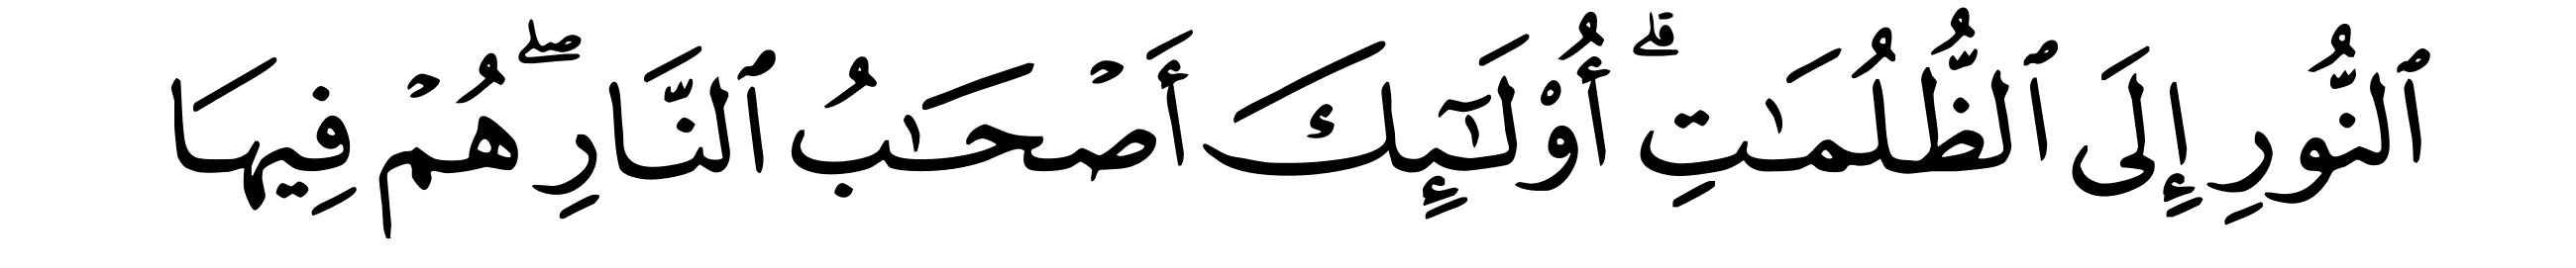 ٱلنُّورِ إِلَى ٱلظُّلُمَٰتِ ۗ أُوْلَٰٓئِكَ أَصْحَٰبُ ٱلنَّارِ ۖ هُمْ فِيهَا